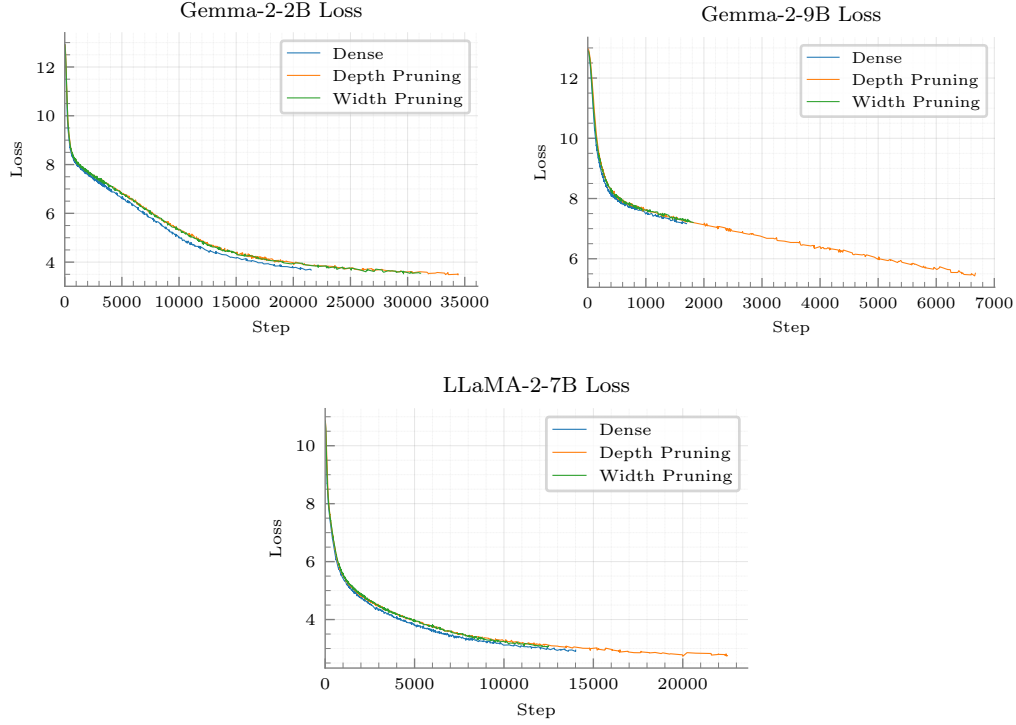 Gemma-2-2B Loss
Dense
Depth Pruning
Width Pruning
Loss
12
10
8
6
4
0 5000 10000 15000 20000 25000 30000 35000
Step
Gemma-2-9B Loss
Dense
Depth Pruning
Width Pruning
Loss
12
10
8
6
0 1000 2000 3000 4000 5000 6000 7000
Step
LLaMA-2-7B Loss
Dense
Depth Pruning
Width Pruning
Loss
10
8
6
4
0 5000 10000 15000 20000
Step